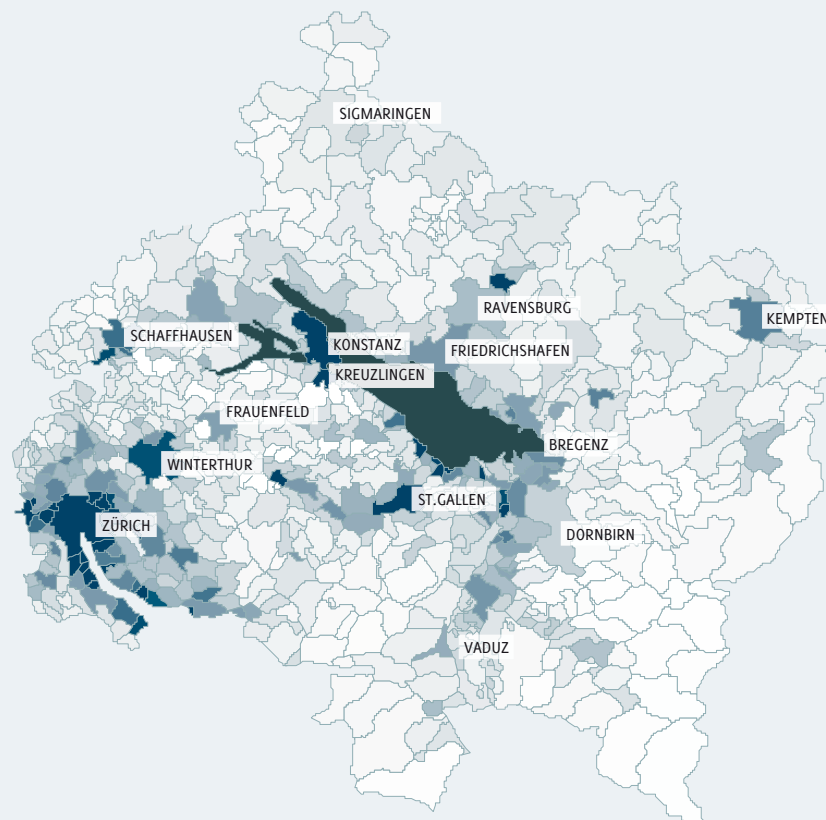 SIGMARINGEN
RAVENSBURG
KEMPTEN
SCHAFFHAUSEN
KONSTANZ
FRIEDRICHSHAFEN
KREUZLINGEN
FRAUENFELD
BREGENZ
WINTERTHUR
ST.GALLEN
ZÜRICH
DORNBIRN
VADUZ